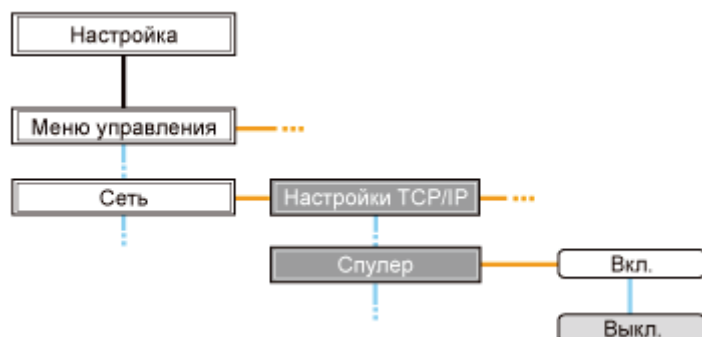 Настройка
Меню управления
Сеть
Настройки TCP/IP
Спулер
Вкл.
Выкл.